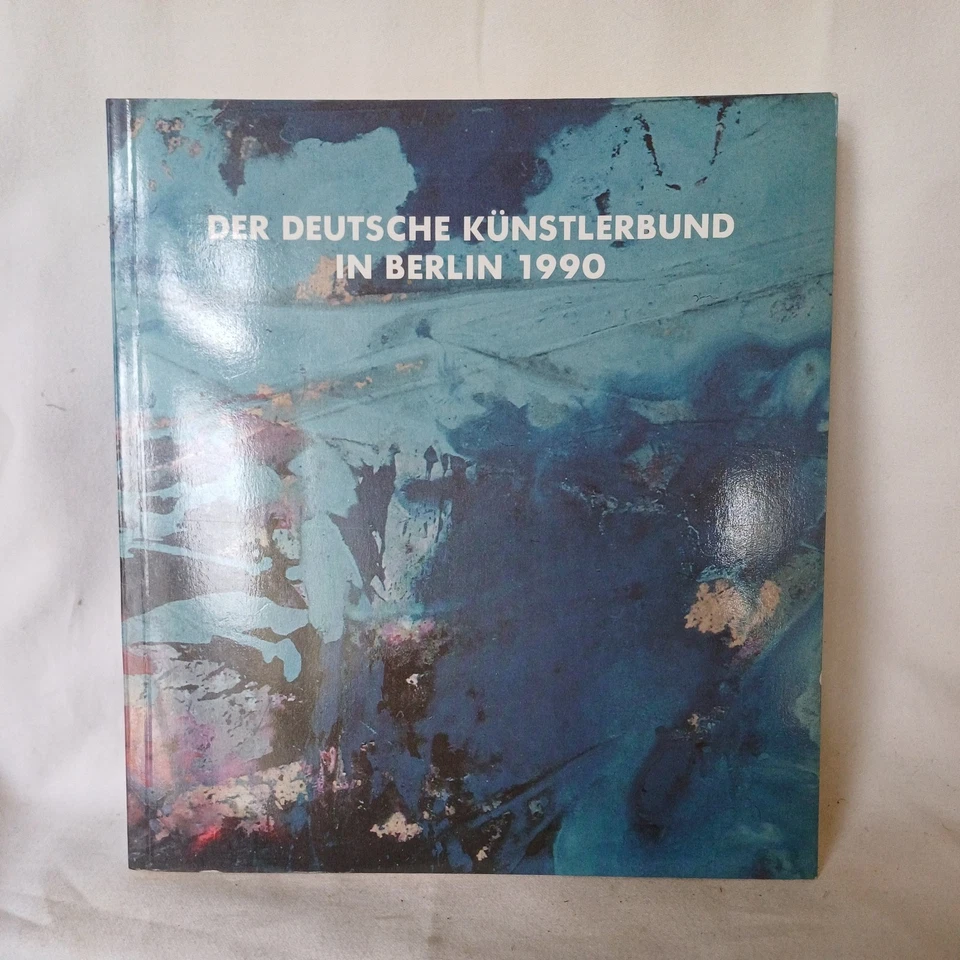 DER DEUTSCHE KÜNSTLERBUND
IN BERLIN 1990